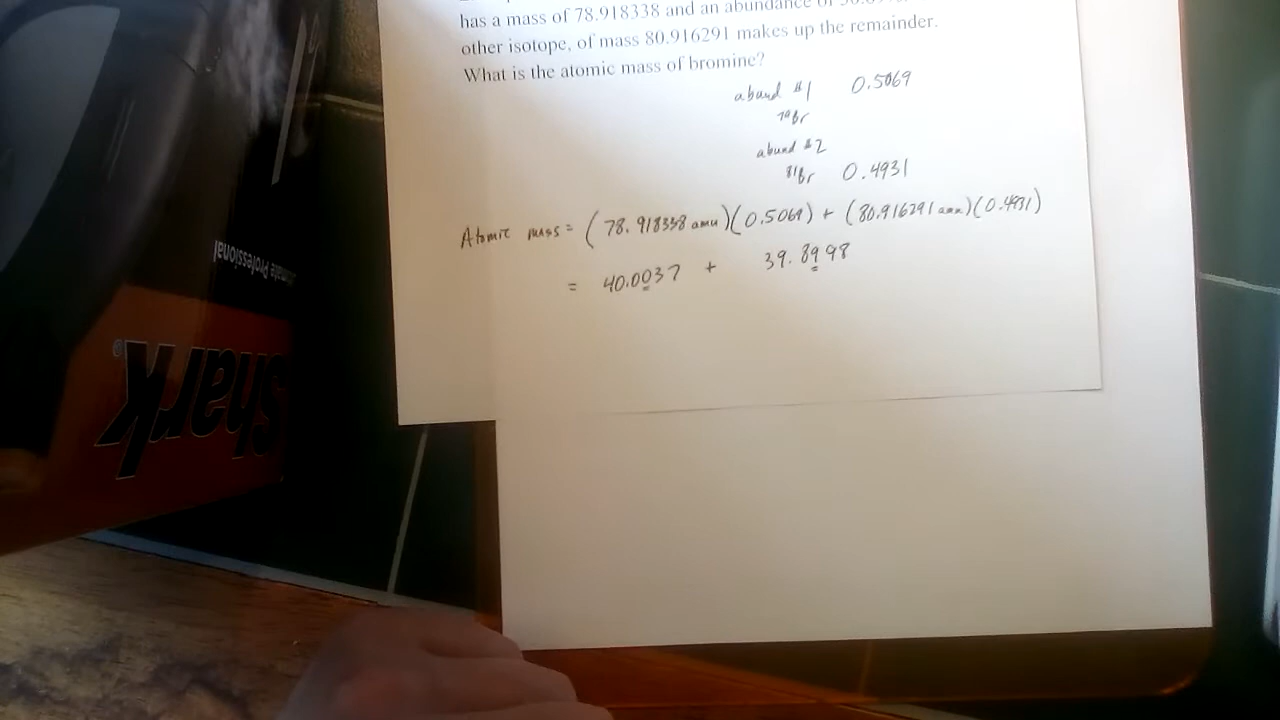 has a mass of 78.918338 and an abundance of
other isotope, of mass 80.916291 makes up the remainder.
What is the atomic mass of bromine?
abund #1 0.5069
79Br
abund #2
81Br 0.4931
Atomic mass = (78.918338 amu)(0.5069) + (80.916291 amu)(0.4931)
= 40.0037 + 39.8998
Professional
Shark